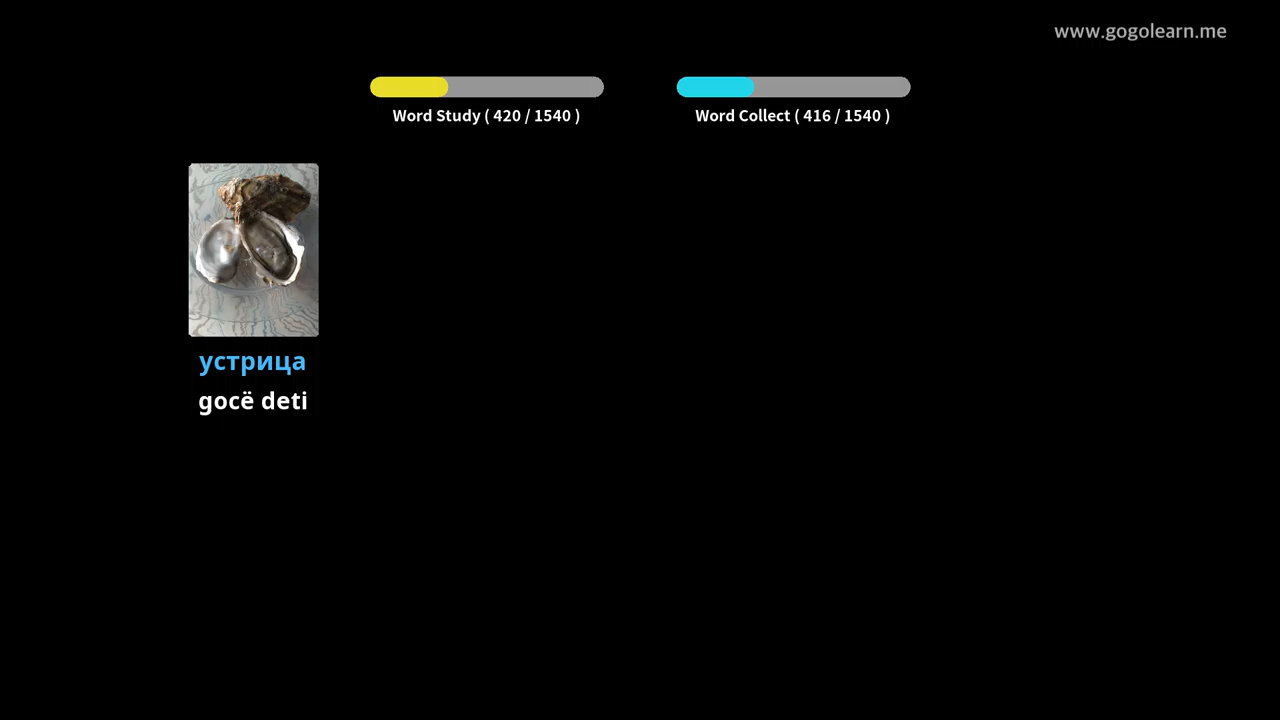 www.gogolearn.me
Word Study ( 420 / 1540 )
Word Collect ( 416 / 1540 )
устрица
gocë deti